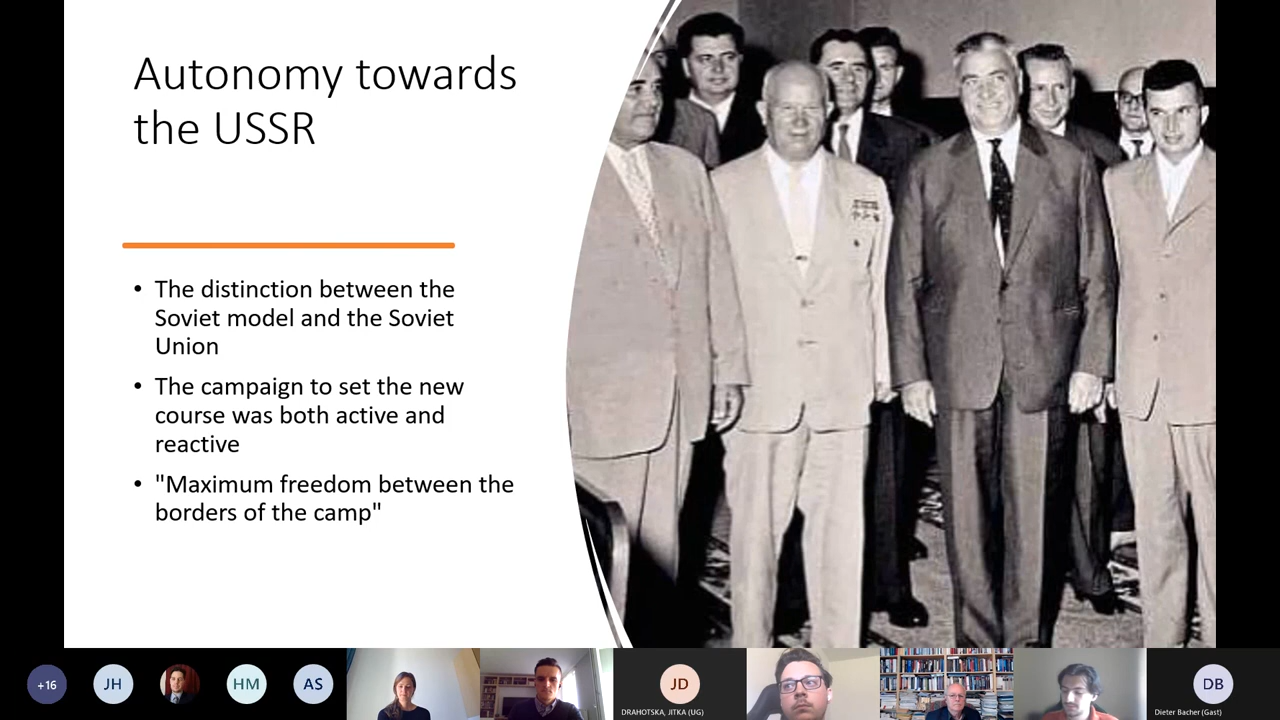 Autonomy towards
the USSR
• The distinction between the
Soviet model and the Soviet
Union
• The campaign to set the new
course was both active and
reactive
• "Maximum freedom between the
borders of the camp"
+16
JH
HM
AS
JD
DRAHOTSKA, JITKA (UG)
DB
Dieter Bacher (Gast)